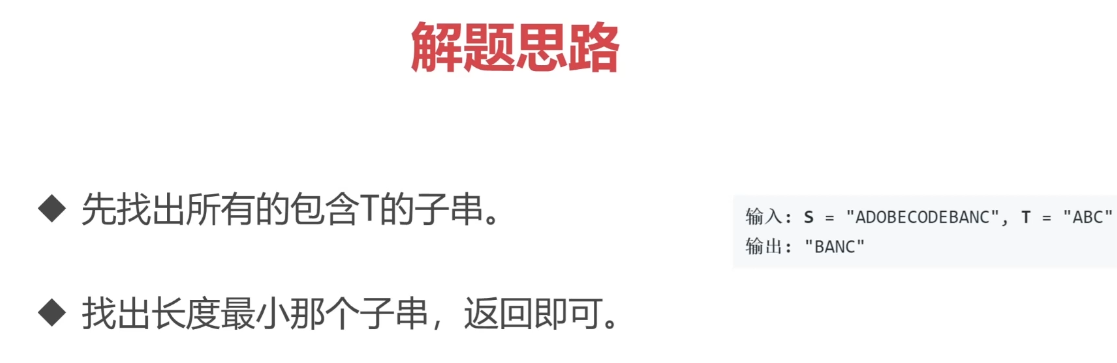 解题思路
◆ 先找出所有的包含T的子串。
输入: S = "ADOBECODEBANC", T = "ABC"
输出: "BANC"
◆ 找出长度最小那个子串，返回即可。